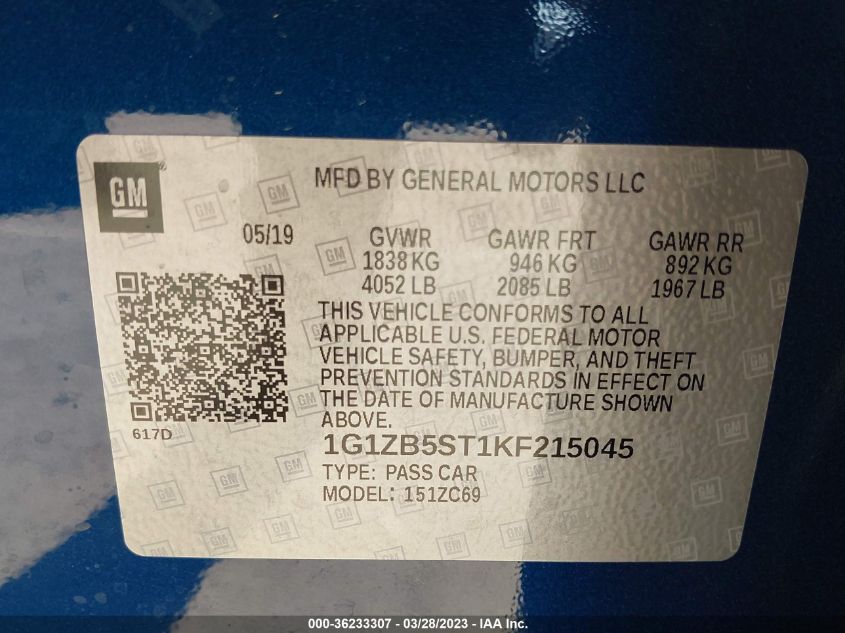 GM
MFD BY GENERAL MOTORS LLC
05/19
GVWR GAWR FRT GAWR RR
1838 KG 946 KG 892 KG
4052 LB 2085 LB 1967 LB
THIS VEHICLE CONFORMS TO ALL
APPLICABLE U.S. FEDERAL MOTOR
VEHICLE SAFETY, BUMPER, AND THEFT
PREVENTION STANDARDS IN EFFECT ON
THE DATE OF MANUFACTURE SHOWN
ABOVE.
617D
1G1ZB5ST1KF215045
TYPE: PASS CAR
MODEL: 151ZC69
000-36233307 / 03/28/2023 - IAA Inc.